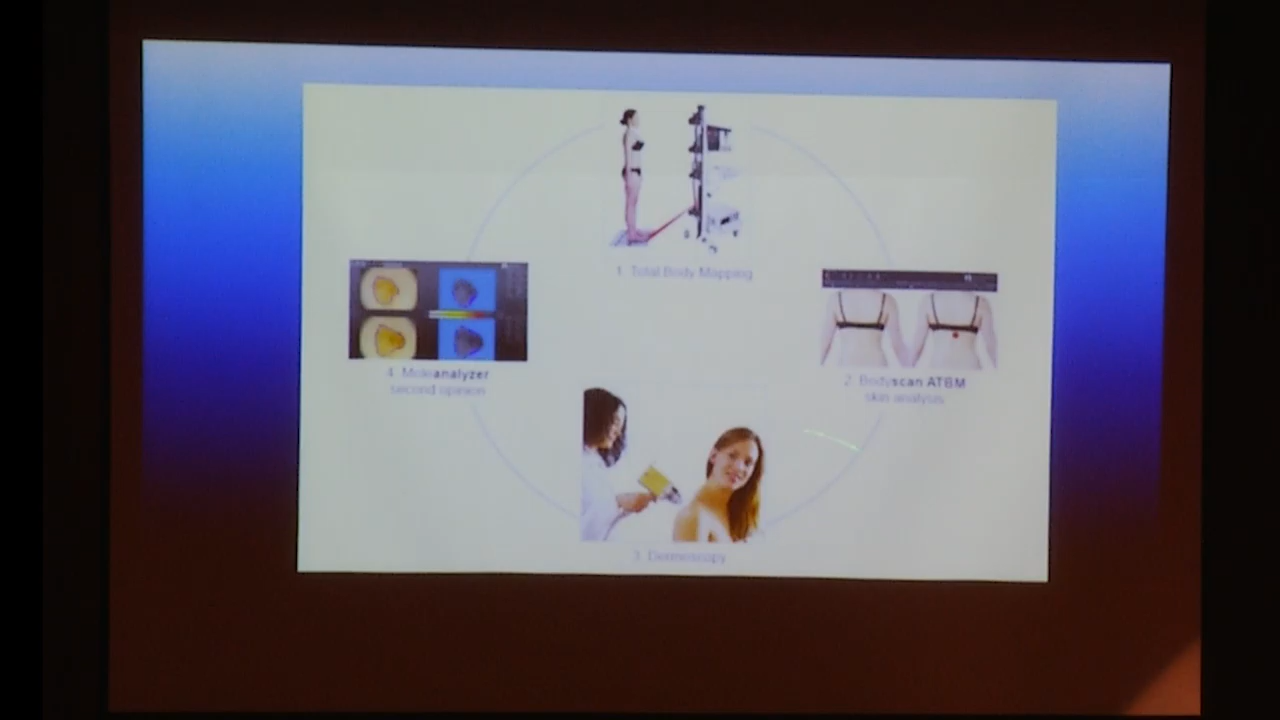 1. Total Body Mapping
2. Bodyscan ATBM
skin analysis
3. Dermoscopy
4. Moleanalyzer
second opinion